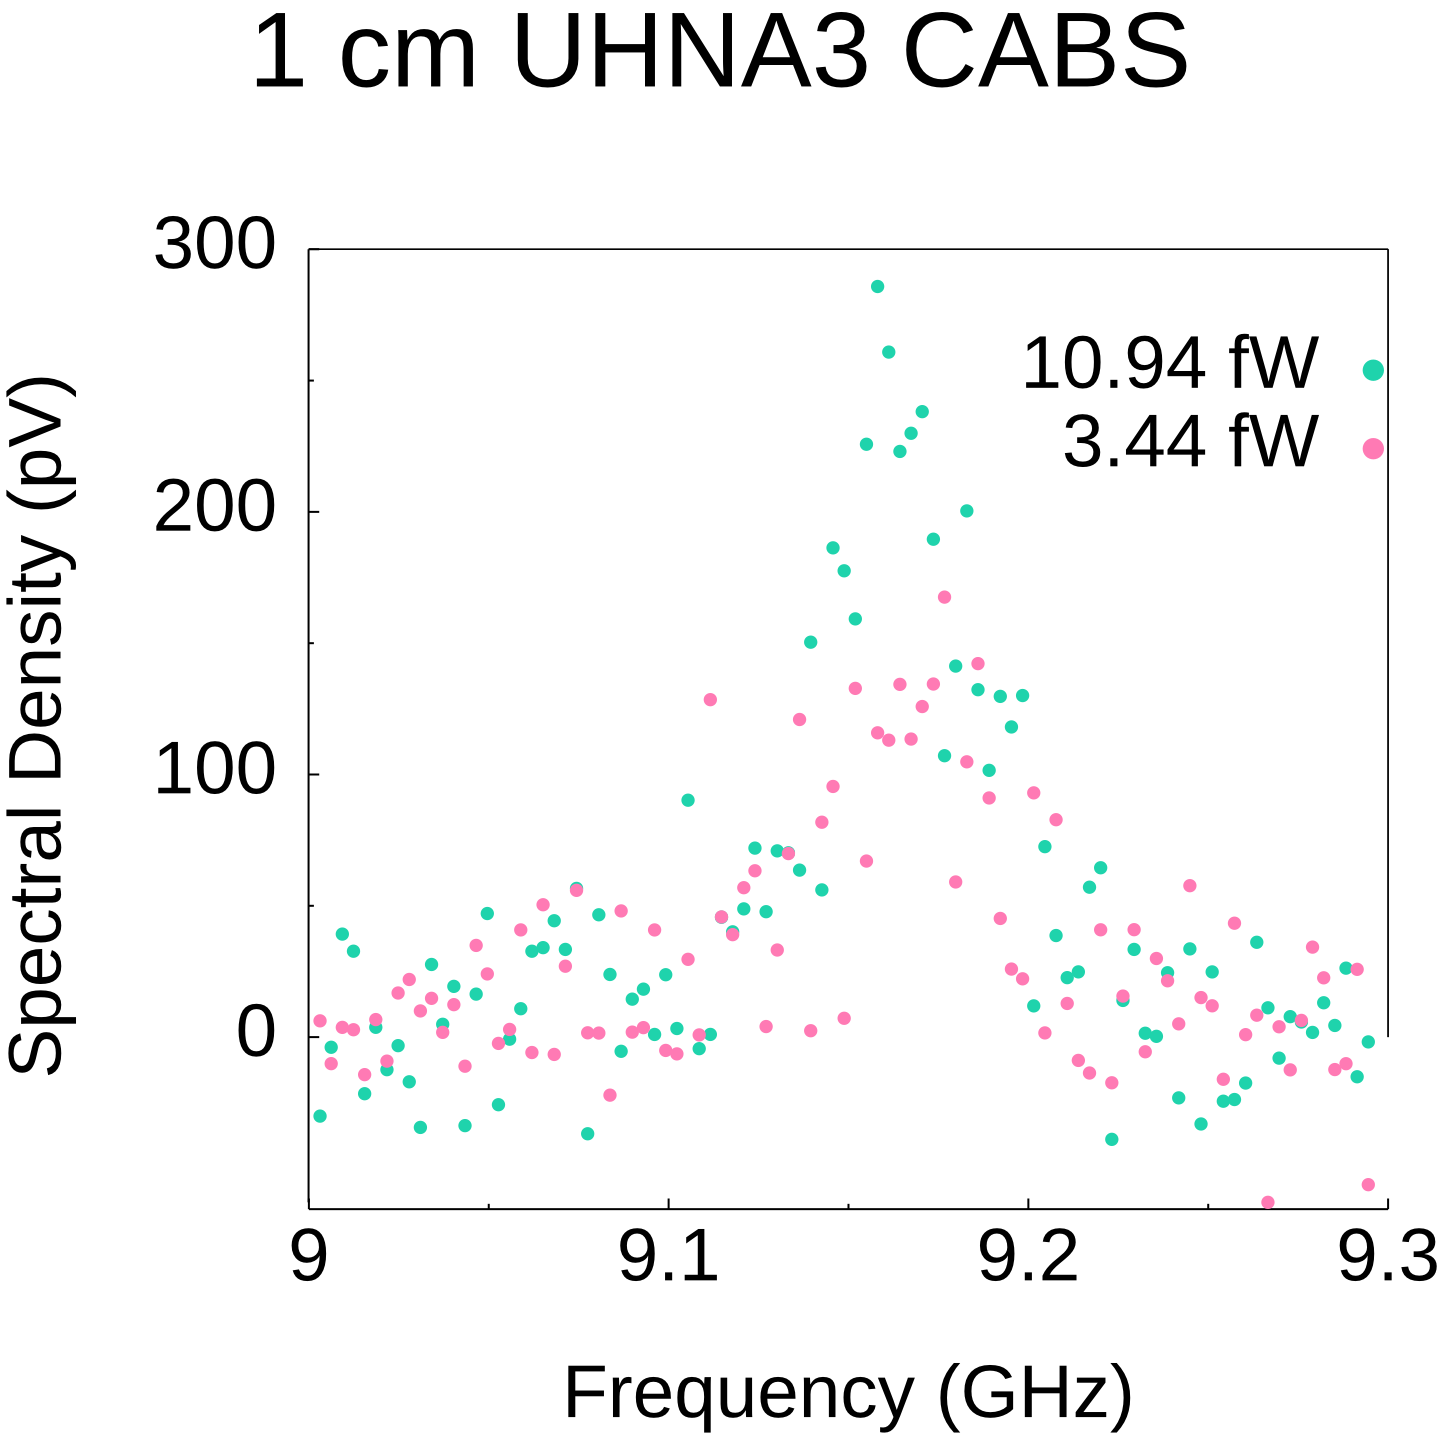 1 cm UHNA3 CABS
300
200
100
0
Spectral Density (pV)
10.94 fW
3.44 fW
9 9.1 9.2 9.3
Frequency (GHz)